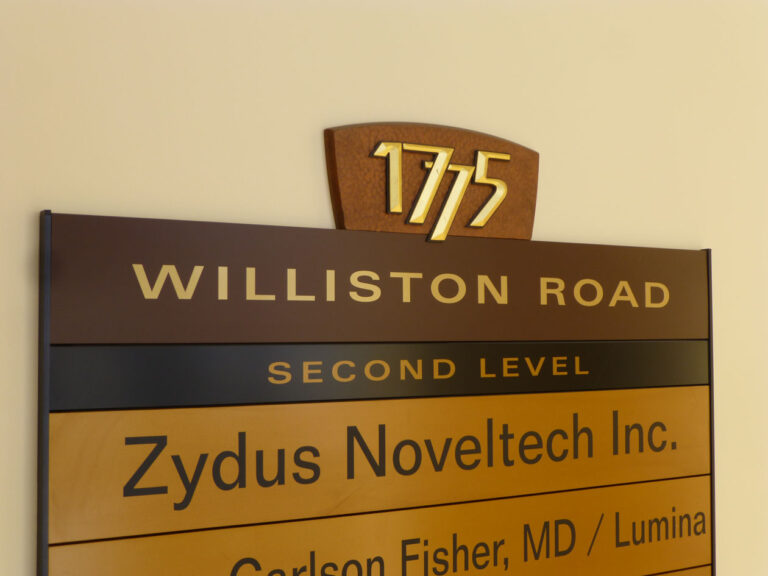 1775
WILLISTON ROAD
SECOND LEVEL
Zydus Noveltech Inc.
Carlson Fisher, MD / Lumina